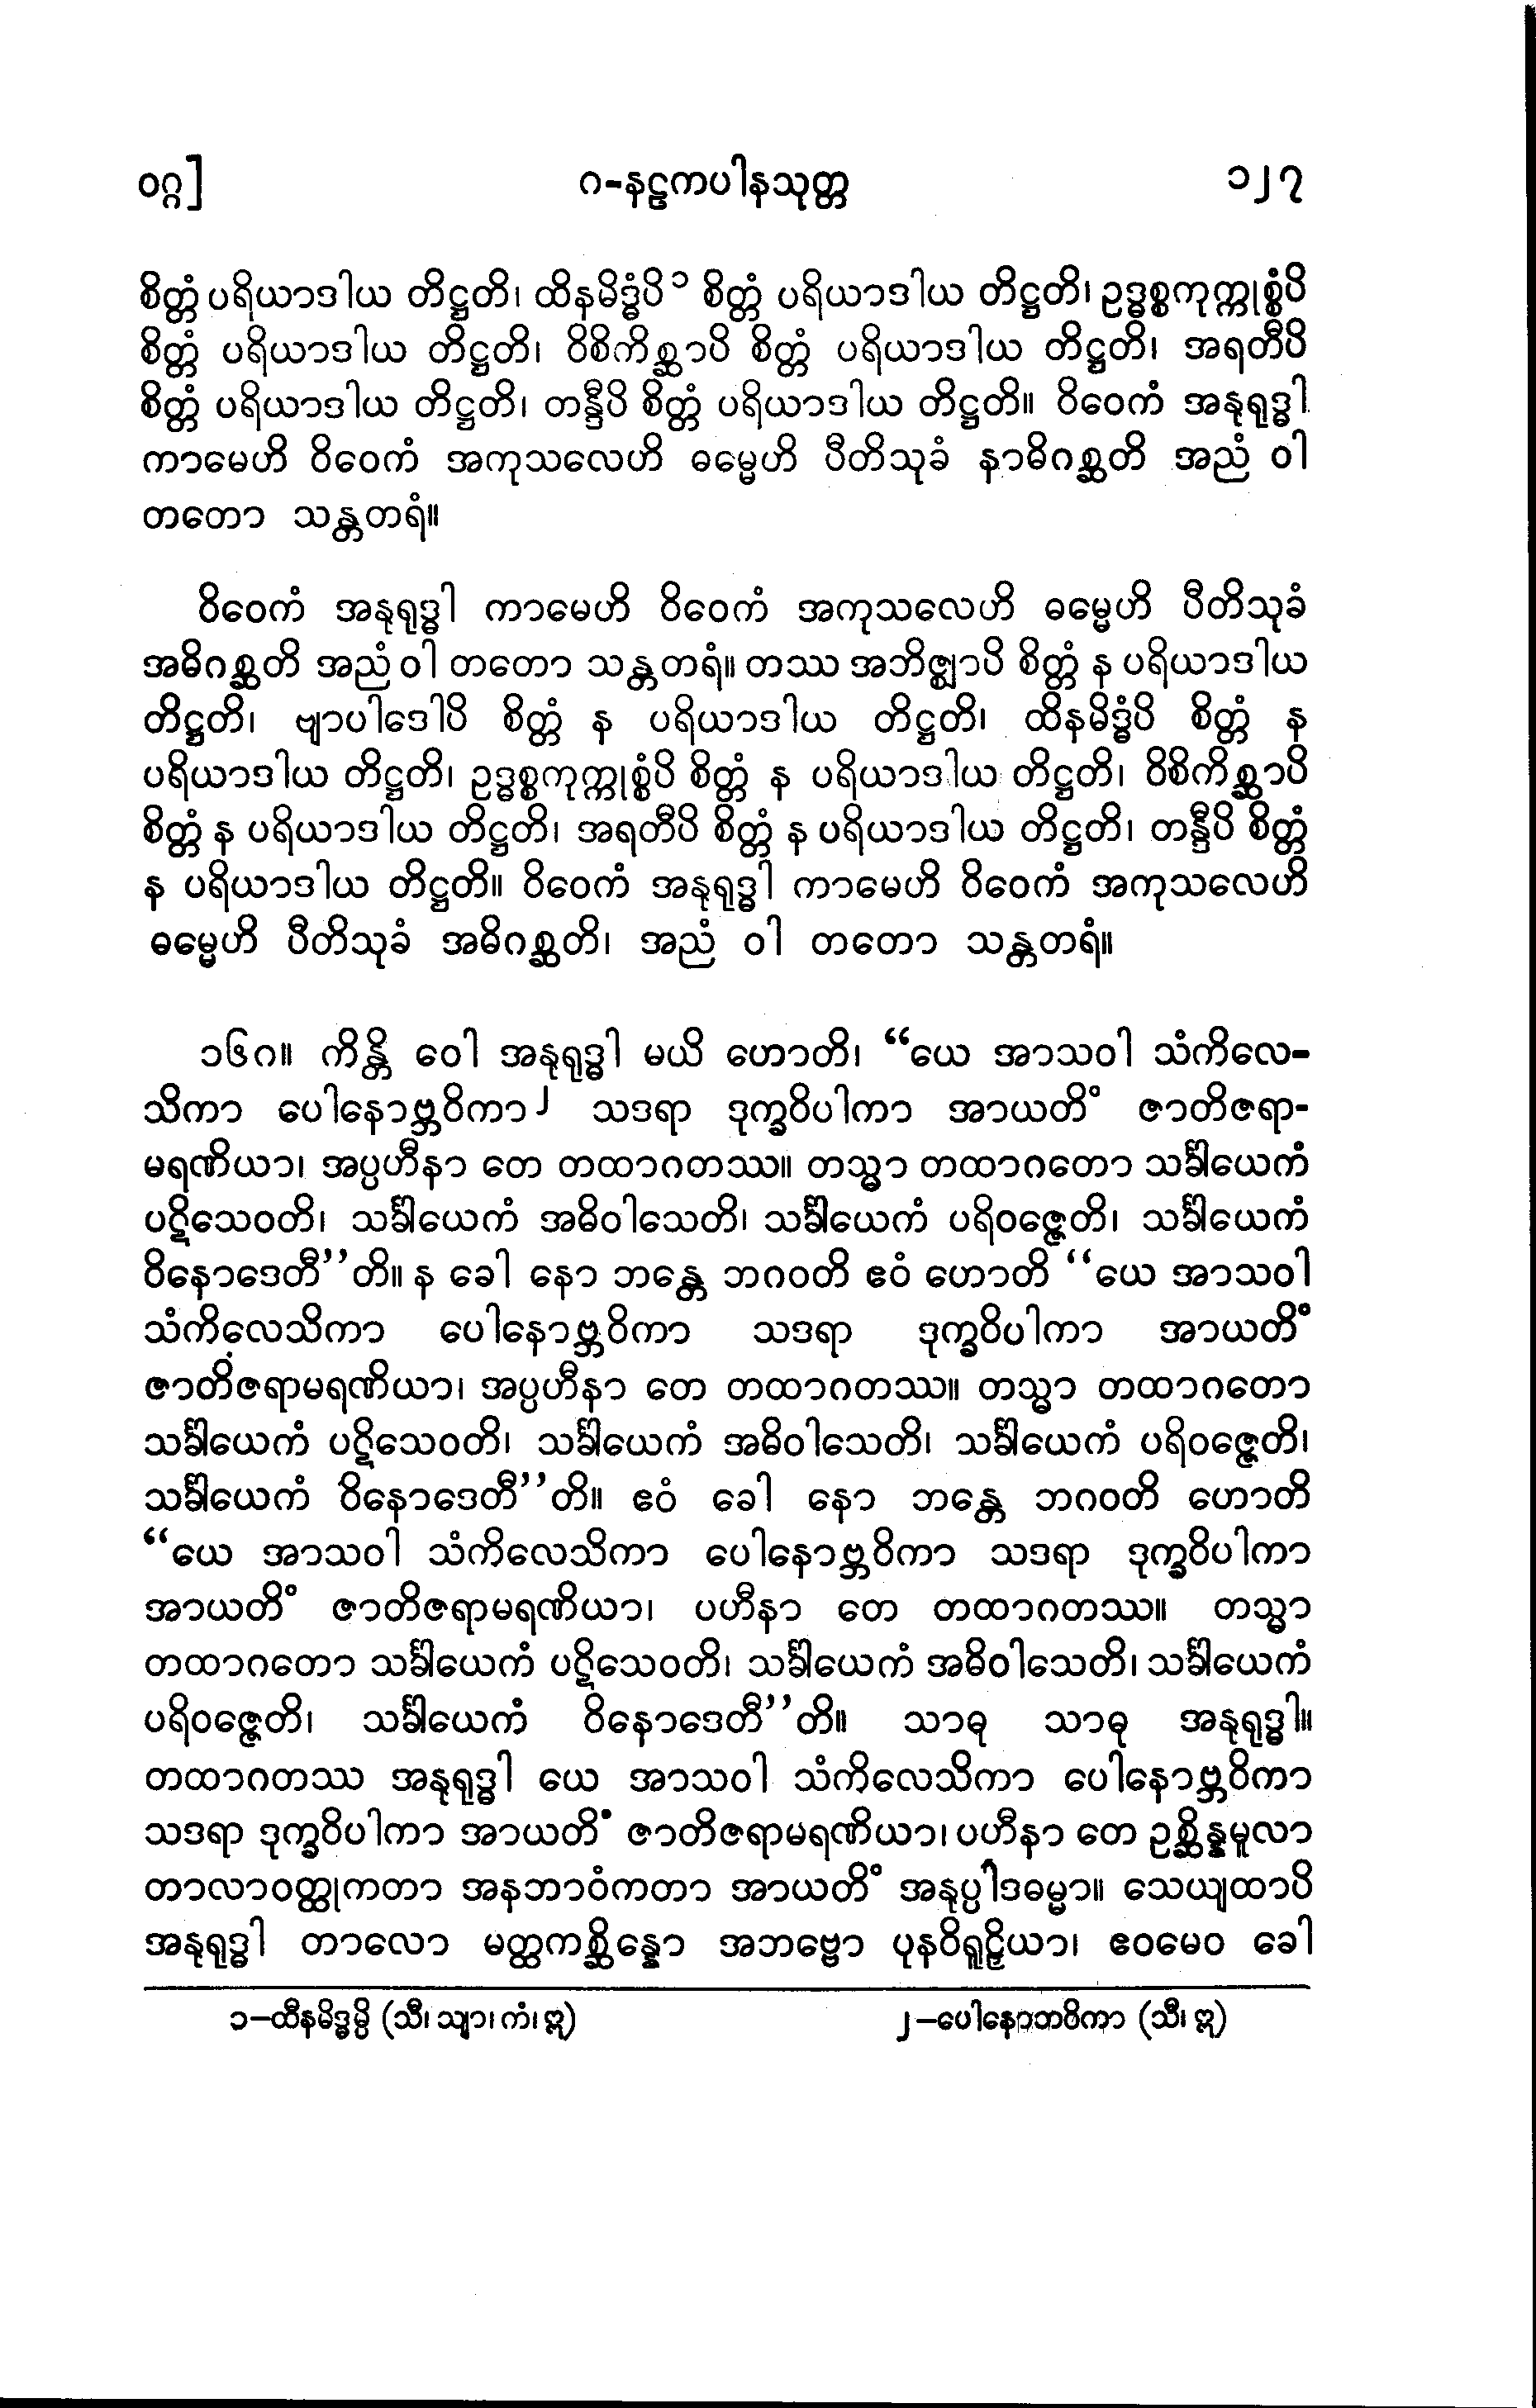 ဝဂ္ဂ]	၈-နဠကပါနသုတ္တ	၁၂၇
စိတ္တံ ပရိယာဒါယ တိဋ္ဌတိ၊ ထိနမိဒ္ဓံပိ ၁ စိတ္တံ ပရိယာဒါယ တိဋ္ဌတိ၊ ဥဒ္ဓစ္စကုက္ကုစ္စံပိ
စိတ္တံ ပရိယာဒါယ တိဋ္ဌတိ၊ ဝိစိကိစ္ဆာပိ စိတ္တံ ပရိယာဒါယ တိဋ္ဌတိ၊ အရတီပိ
စိတ္တံ ပရိယာဒါယ တိဋ္ဌတိ၊ တန္ဒီပိ စိတ္တံ ပရိယာဒါယ တိဋ္ဌတိ။ ဝိဝေကံ အနုရုဒ္ဓါ
ကာမေဟိ ဝိဝေကံ အကုသလေဟိ ဓမ္မေဟိ ပီတိသုခံ နာဓိဂစ္ဆတိ အညံ ဝါ
တတော သန္တတရံ။
ဝိဝေကံ အနုရုဒ္ဓါ ကာမေဟိ ဝိဝေကံ အကုသလေဟိ ဓမ္မေဟိ ပီတိသုခံ
အဓိဂစ္ဆတိ အညံ ဝါ တတော သန္တတရံ။ တဿ အဘိဇ္ဈာပိ စိတ္တံ န ပရိယာဒါယ
တိဋ္ဌတိ၊ ဗျာပါဒေါပိ စိတ္တံ န ပရိယာဒါယ တိဋ္ဌတိ၊ ထိနမိဒ္ဓံပိ စိတ္တံ န
ပရိယာဒါယ တိဋ္ဌတိ၊ ဥဒ္ဓစ္စကုက္ကုစ္စံပိ စိတ္တံ န ပရိယာဒါယ တိဋ္ဌတိ၊ ဝိစိကိစ္ဆာပိ
စိတ္တံ န ပရိယာဒါယ တိဋ္ဌတိ၊ အရတီပိ စိတ္တံ န ပရိယာဒါယ တိဋ္ဌတိ၊ တန္ဒီပိ စိတ္တံ
န ပရိယာဒါယ တိဋ္ဌတိ။ ဝိဝေကံ အနုရုဒ္ဓါ ကာမေဟိ ဝိဝေကံ အကုသလေဟိ
ဓမ္မေဟိ ပီတိသုခံ အဓိဂစ္ဆတိ၊ အညံ ဝါ တတော သန္တတရံ။
၁၆၈။ ကိန္တိ ဝေါ အနုရုဒ္ဓါ မယိ ဟောတိ၊ “ယေ အာသဝါ သံကိလေ-
သိကာ ပေါနောဗ္ဘဝိကာ ၂ သဒရာ ဒုက္ခဝိပါကာ အာယတိံ ဇာတိဇရာ-
မရဏိယာ၊ အပ္ပဟီနာ တေ တထာဂတဿ။ တသ္မာ တထာဂတော သင်္ခါယေကံ
ပဋိသေဝတိ၊ သင်္ခါယေကံ အဓိဝါသေတိ၊ သင်္ခါယေကံ ပရိဝဇ္ဇေတိ၊ သင်္ခါယေကံ
ဝိနောဒေတီ”တိ။ န ခေါ နော ဘန္တေ ဘဂဝတိ ဧဝံ ဟောတိ “ယေ အာသဝါ
သံကိလေသိကာ ပေါနောဗ္ဘဝိကာ သဒရာ ဒုက္ခဝိပါကာ အာယတိံ
ဇာတိဇရာမရဏိယာ၊ အပ္ပဟီနာ တေ တထာဂတဿ။ တသ္မာ တထာဂတော
သင်္ခါယေကံ ပဋိသေဝတိ၊ သင်္ခါယေကံ အဓိဝါသေတိ၊ သင်္ခါယေကံ ပရိဝဇ္ဇေတိ၊
သင်္ခါယေကံ ဝိနောဒေတီ”တိ။ ဧဝံ ခေါ နော ဘန္တေ ဘဂဝတိ ဟောတိ
“ယေ အာသဝါ သံကိလေသိကာ ပေါနောဗ္ဘဝိကာ သဒရာ ဒုက္ခဝိပါကာ
အာယတိံ ဇာတိဇရာမရဏိယာ၊ ပဟီနာ တေ တထာဂတဿ။ တသ္မာ
တထာဂတော သင်္ခါယေကံ ပဋိသေဝတိ၊ သင်္ခါယေကံ အဓိဝါသေတိ၊ သင်္ခါယေကံ
ပရိဝဇ္ဇေတိ၊ သင်္ခါယေကံ ဝိနောဒေတီ”တိ။ သာဓု သာဓု အနုရုဒ္ဓါ။
တထာဂတဿ အနုရုဒ္ဓါ ယေ အာသဝါ သံကိလေသိကာ ပေါနောဗ္ဘဝိကာ
သဒရာ ဒုက္ခဝိပါကာ အာယတိံ ဇာတိဇရာမရဏိယာ၊ ပဟီနာ တေ ဥစ္ဆိန္နမူလာ
တာလာဝတ္ထုကတာ အနဘာဝံကတာ အာယတိံ အနုပ္ပါဒဓမ္မာ။ သေယျထာပိ
အနုရုဒ္ဓါ တာလော မတ္ထကစ္ဆိန္နော အဘဗ္ဗော ပုနဝိရူဠှိယာ၊ ဧဝမေဝ ခေါ
၁-ထီနမိဒ္ဓမ္ပိ (သီ၊ သျာ၊ ကံ၊ ဣ)	၂-ပေါနောဘဝိကာ (သီ၊ ဣ)